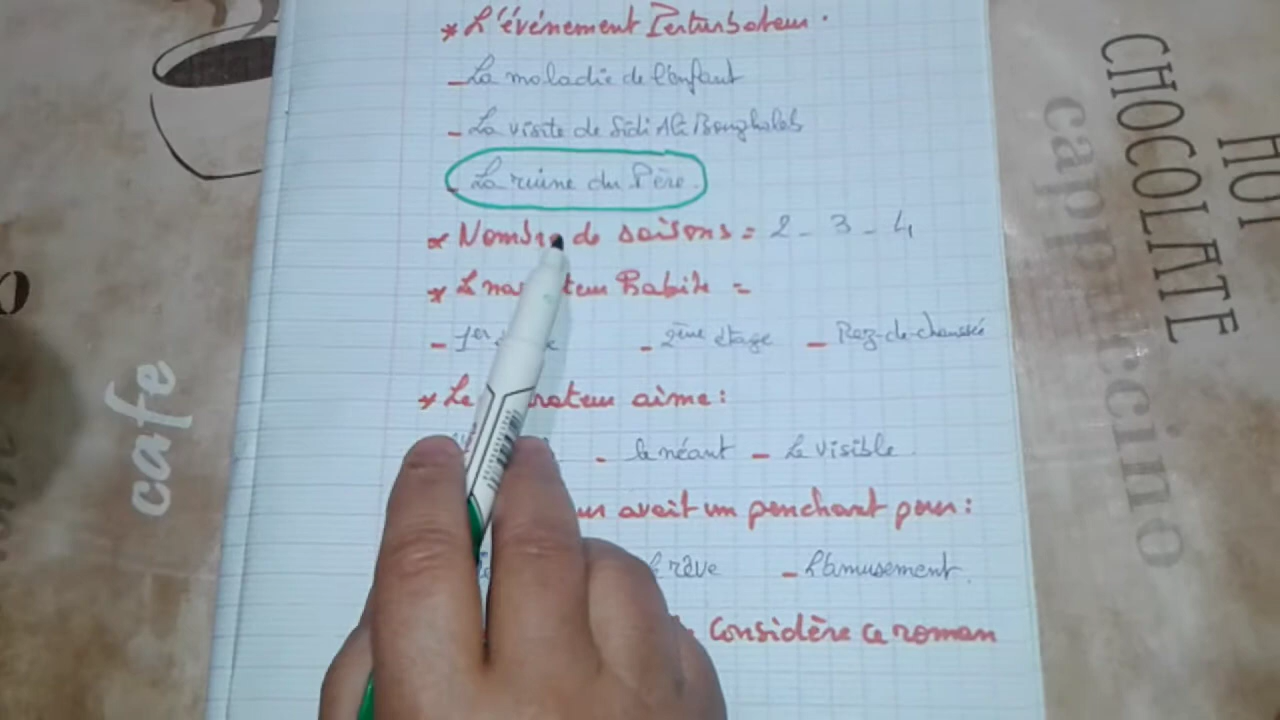 * L'événement Perturbateur.
- La maladie de l'enfant
- La visite de Sidi Ali Boughaleb
- La ruine du Père.
* Nombre de saisons = 2 - 3 - 4
* Le narrateur habite =
- 1er - 2ème étage - Rez-de-chaussée
* Le narrateur aime:
- le néant - le visible
avait un penchant pour:
rêve - l'amusement.
Considère ce roman
cafe
CHOCOLATE
HOT
cappuccino